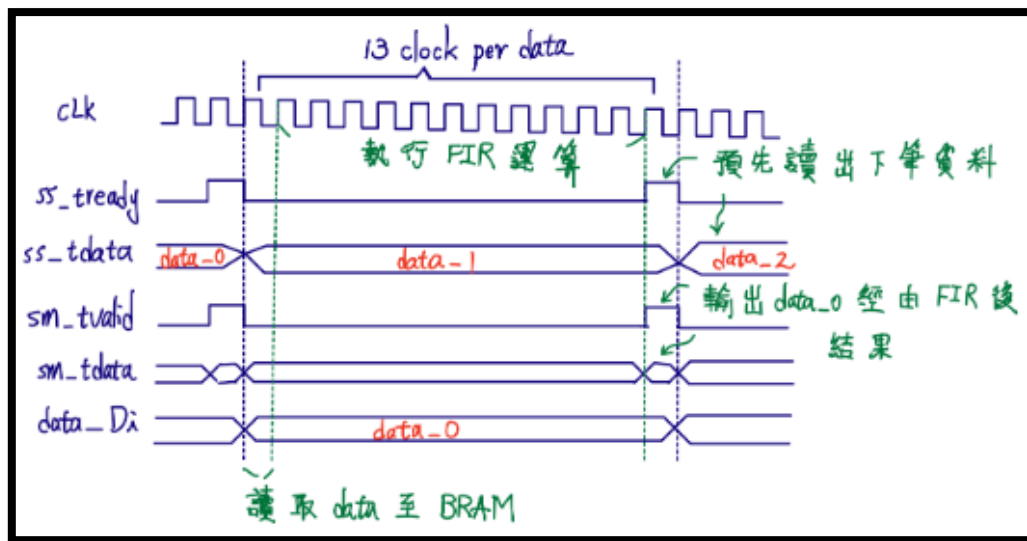 13 clock per data
clk
執行 FIR 運算
預先讀出下筆資料
ss_tready
ss_tdata
data_0
data_1
data_2
sm_tvalid
輸出 data_0 經由 FIR 後
結果
sm_tdata
data_Di
data_0
讀取 data 至 BRAM